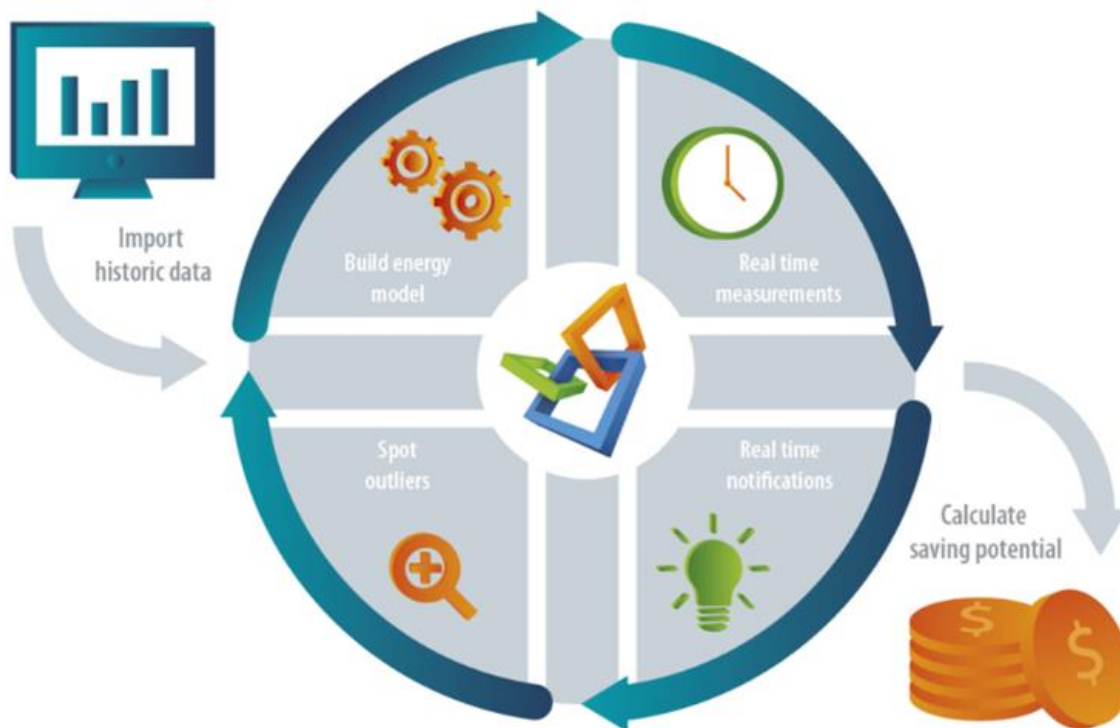 Import
historic data
Build energy
model
Real time
measurements
Spot
outliers
Real time
notifications
Calculate
saving potential
$
$